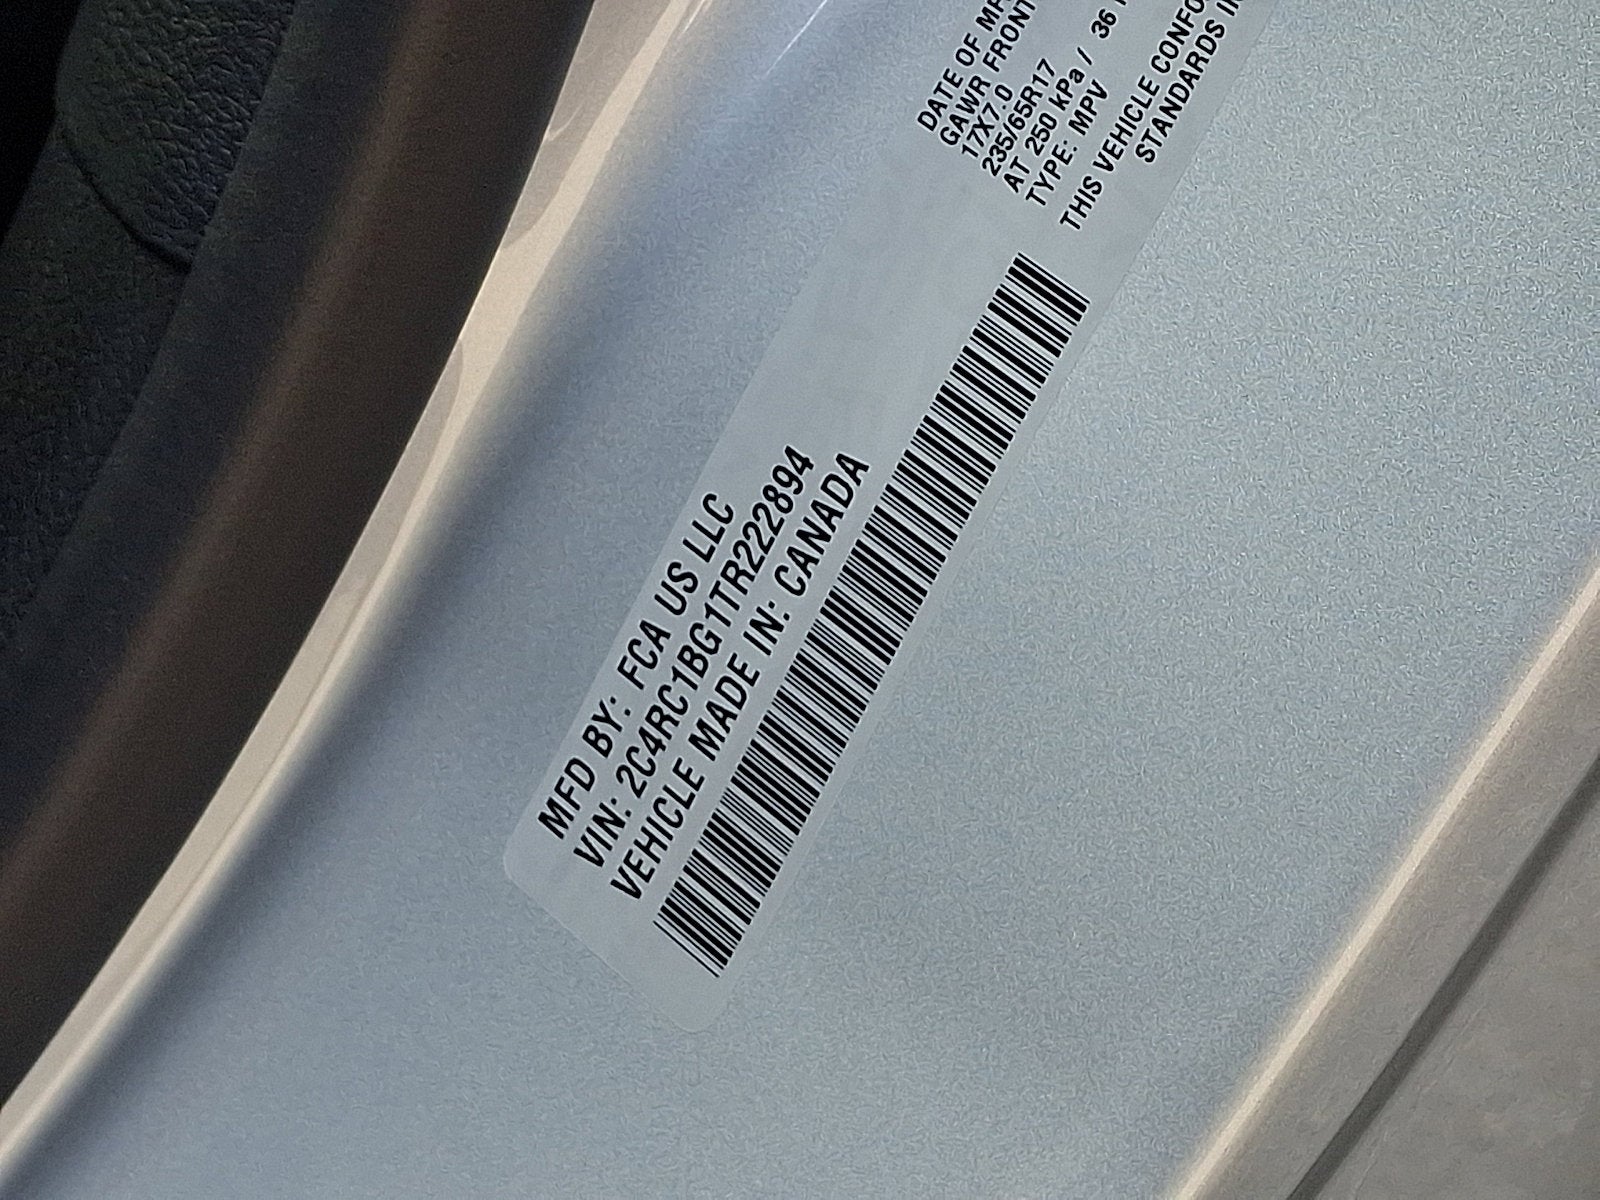 MFD BY: FCA US LLC
VIN: 2C4RC1BG1TR222894
VEHICLE MADE IN: CANADA
DATE OF
GAWR FRONT
17X7.0
235/65R17
AT 250 kPa / 36
TYPE: MPV
THIS VEHICLE
STANDARDS